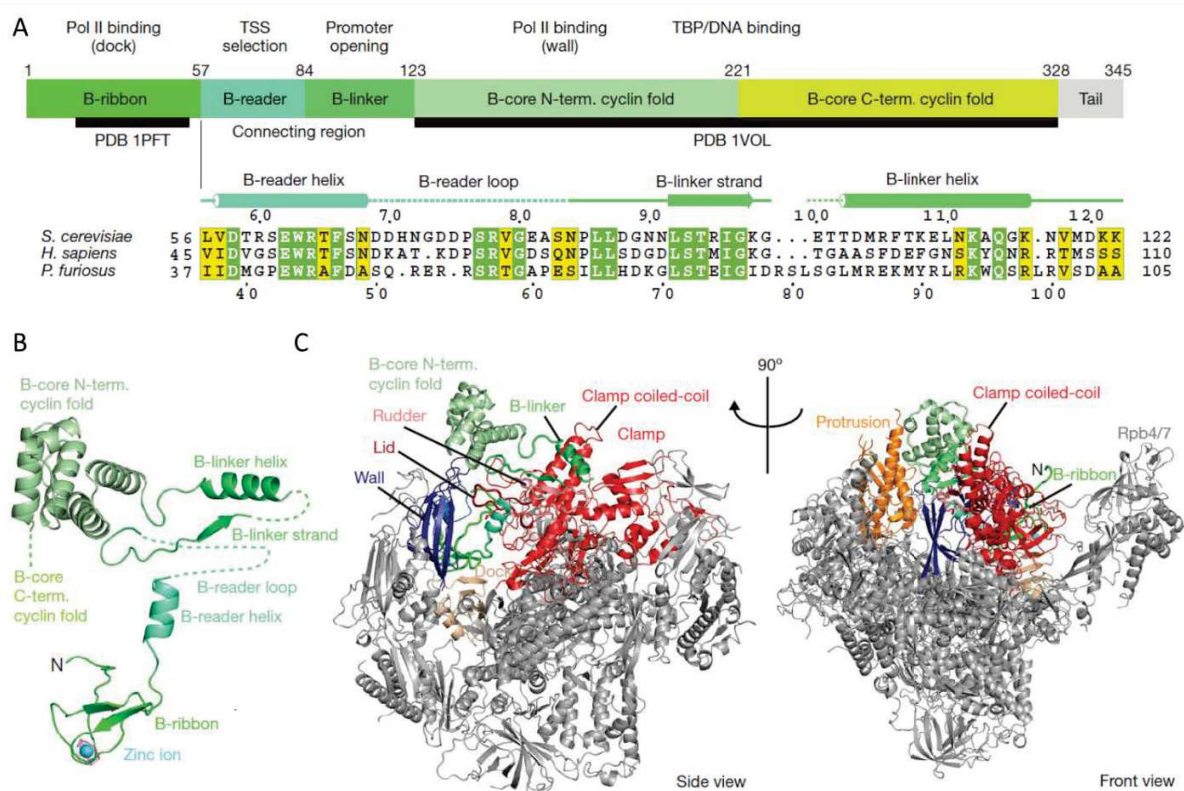 A
Pol II binding (dock)
TSS selection
Promoter opening
Pol II binding (wall)
TBP/DNA binding
1 57 84 123 221 328 345
B-ribbon B-reader B-linker B-core N-term. cyclin fold B-core C-term. cyclin fold Tail
PDB 1PFT
Connecting region
PDB 1VOL
B-reader helix B-reader loop B-linker strand B-linker helix
60 70 80 90 100 110 120
S. cerevisiae 56 LVDTRSEWRTFSNDDHNGDDPSRVGEASNPLLDGNNLSTRIGKG...ETTDMRFTKELNKAQGK.NVMDKK 122
H. sapiens 45 VIDVGSEWRTFSNDKAT.KDPSRVGDSQNPLLSDGDLSTMIGKG...TGAASFDEFGNSKYQNRRTMSSS 110
P. furiosus 37 IIDMGPEWRAFDASQ.RER.RSRTGAPESILLHDKGLSTEIGIDRSLSGLMREKMYRLRKWQSRLRVSDAA 105
40 50 60 70 80 90 100
B
B-core N-term.
cyclin fold
B-linker helix
B-linker strand
B-core
C-term.
cyclin fold
B-reader loop
B-reader helix
N
B-ribbon
Zinc ion
C
B-core N-term.
cyclin fold
B-linker
Clamp coiled-coil
Rudder
Clamp
Lid
Wall
Dock
Side view
90°
Clamp coiled-coil
Protrusion
Rpb4/7
N
B-ribbon
Front view